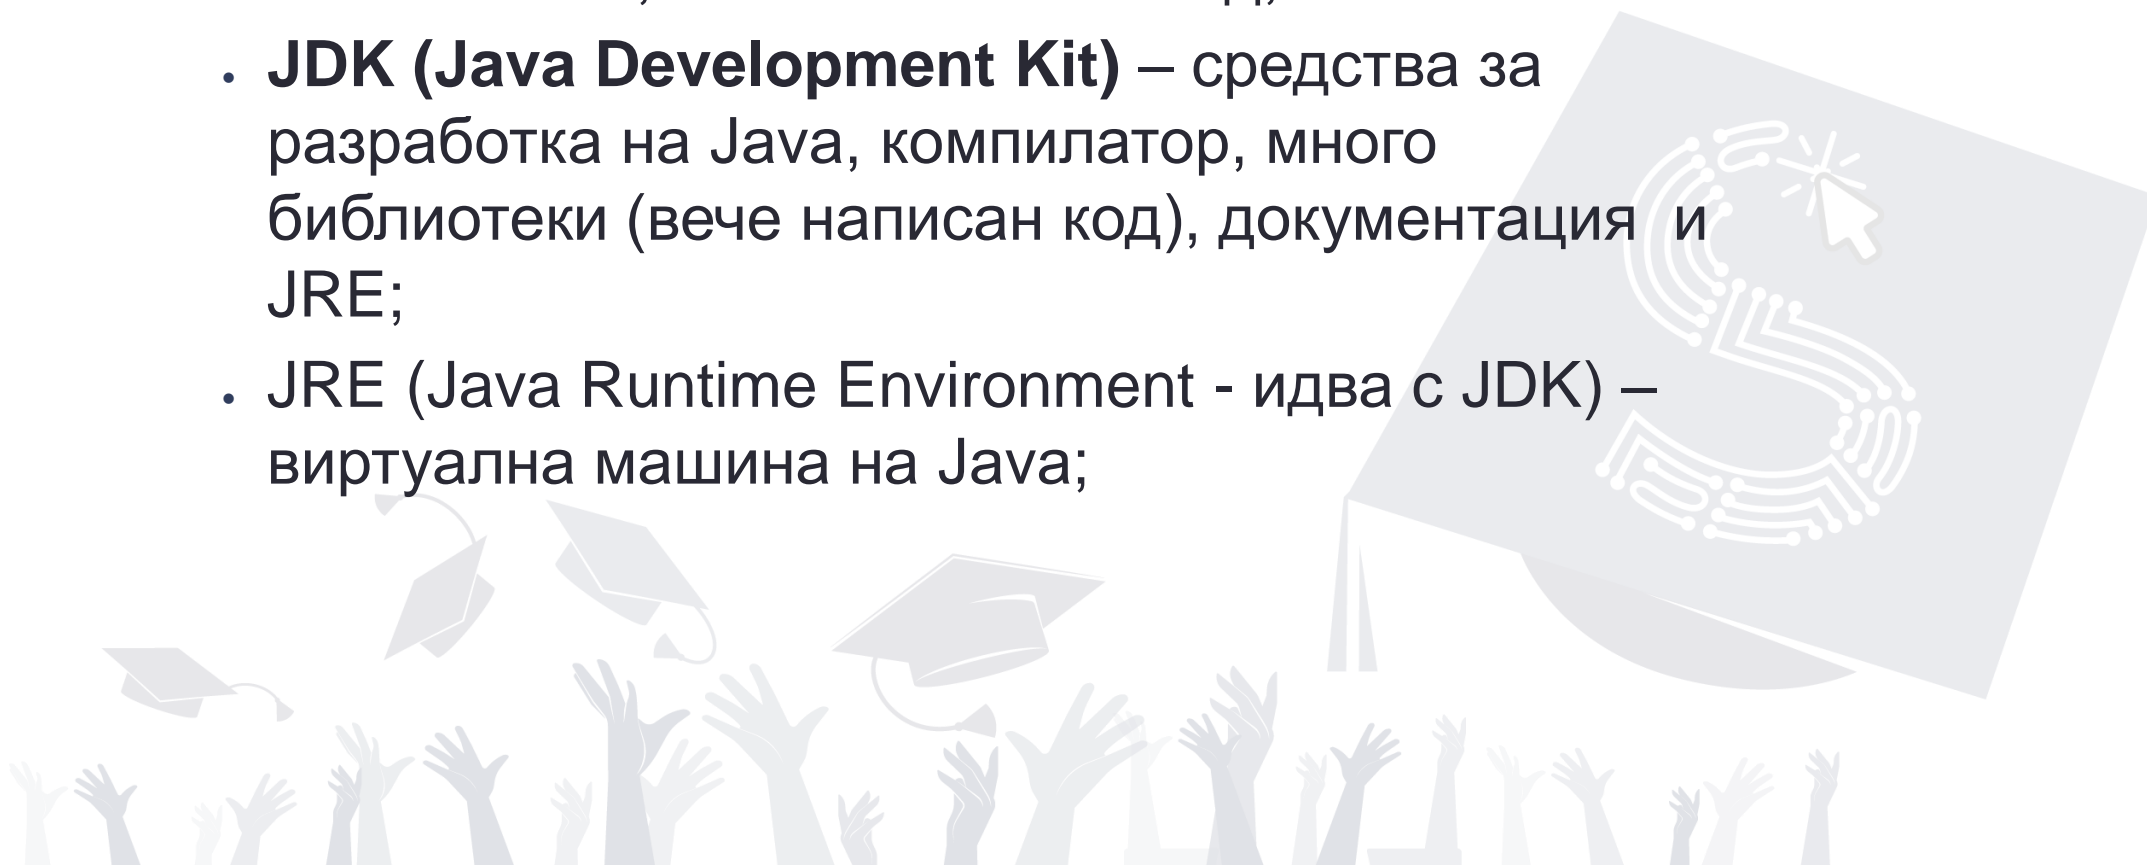 • JDK (Java Development Kit) – средства за
разработка на Java, компилатор, много
библиотеки (вече написан код), документация  и
JRE;
• JRE (Java Runtime Environment - идва с JDK) –
виртуална машина на Java;